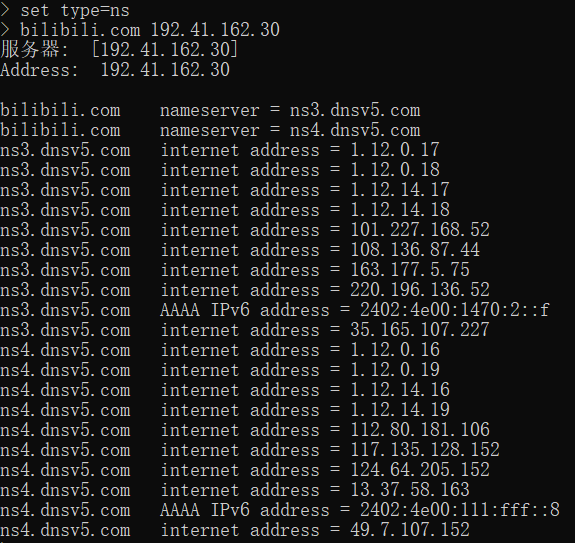 > set type=ns
> bilibili.com 192.41.162.30
服务器:  [192.41.162.30]
Address:  192.41.162.30

bilibili.com    nameserver = ns3.dnsv5.com
bilibili.com    nameserver = ns4.dnsv5.com
ns3.dnsv5.com   internet address = 1.12.0.17
ns3.dnsv5.com   internet address = 1.12.0.18
ns3.dnsv5.com   internet address = 1.12.14.17
ns3.dnsv5.com   internet address = 1.12.14.18
ns3.dnsv5.com   internet address = 101.227.168.52
ns3.dnsv5.com   internet address = 108.136.87.44
ns3.dnsv5.com   internet address = 163.177.5.75
ns3.dnsv5.com   internet address = 220.196.136.52
ns3.dnsv5.com   AAAA IPv6 address = 2402:4e00:1470:2::f
ns3.dnsv5.com   internet address = 35.165.107.227
ns4.dnsv5.com   internet address = 1.12.0.16
ns4.dnsv5.com   internet address = 1.12.0.19
ns4.dnsv5.com   internet address = 1.12.14.16
ns4.dnsv5.com   internet address = 1.12.14.19
ns4.dnsv5.com   internet address = 112.80.181.106
ns4.dnsv5.com   internet address = 117.135.128.152
ns4.dnsv5.com   internet address = 124.64.205.152
ns4.dnsv5.com   internet address = 13.37.58.163
ns4.dnsv5.com   AAAA IPv6 address = 2402:4e00:111:fff::8
ns4.dnsv5.com   internet address = 49.7.107.152